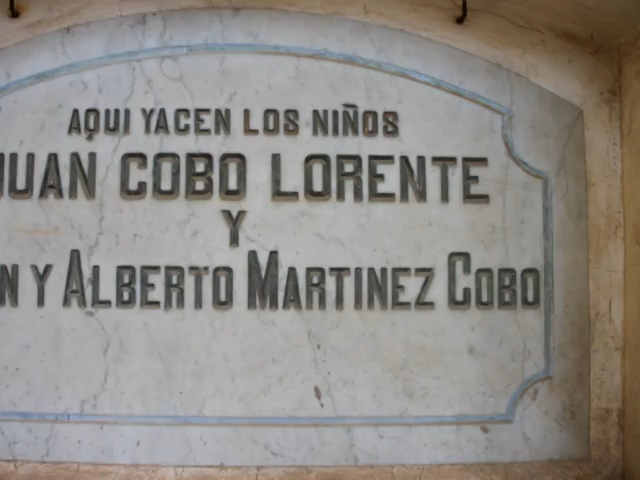 AQUI YACEN LOS NIÑOS
JUAN COBO LORENTE
Y
Y ALBERTO MARTINEZ COBO